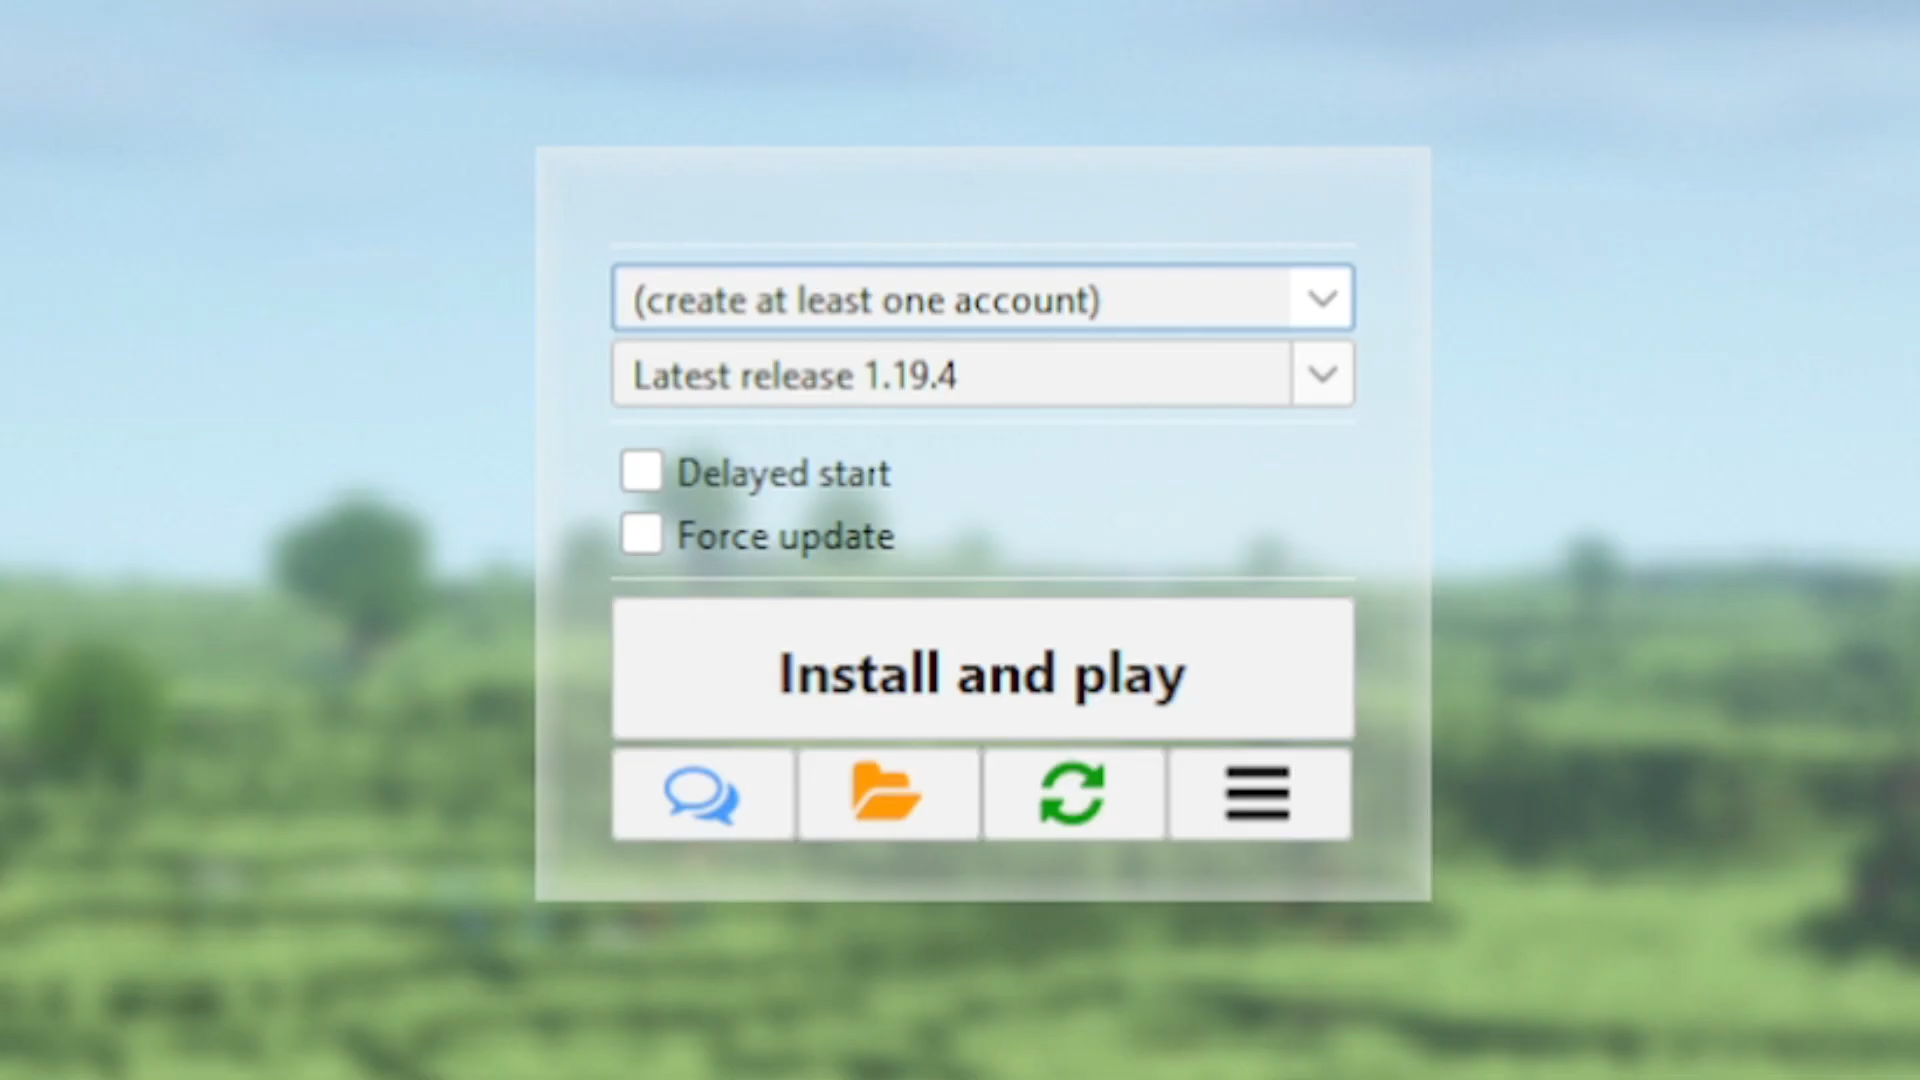 (create at least one account)
Latest release 1.19.4
Delayed start
Force update
Install and play